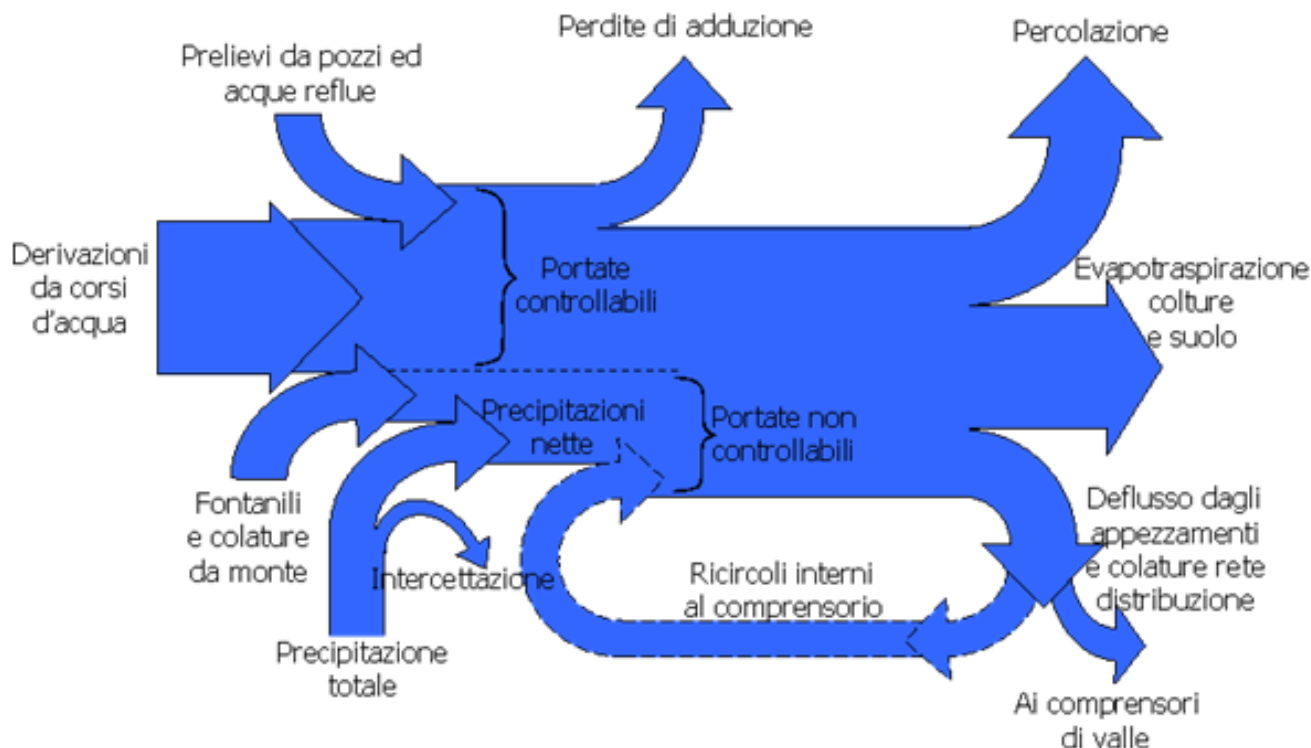 Perdite di adduzione
Percolazione
Prelievi da pozzi ed
acque reflue
Derivazioni
da corsi
d'acqua
Portate
controllabili
Evapotraspirazione
colture
e suolo
Precipitazioni
nette
Portate non
controllabili
Fontanili
e colature
da monte
Intercettazione
Ricircoli interni
al comprensorio
Deflusso dagli
appezzamenti
e colature rete
distribuzione
Precipitazione
totale
Ai comprensori
di valle